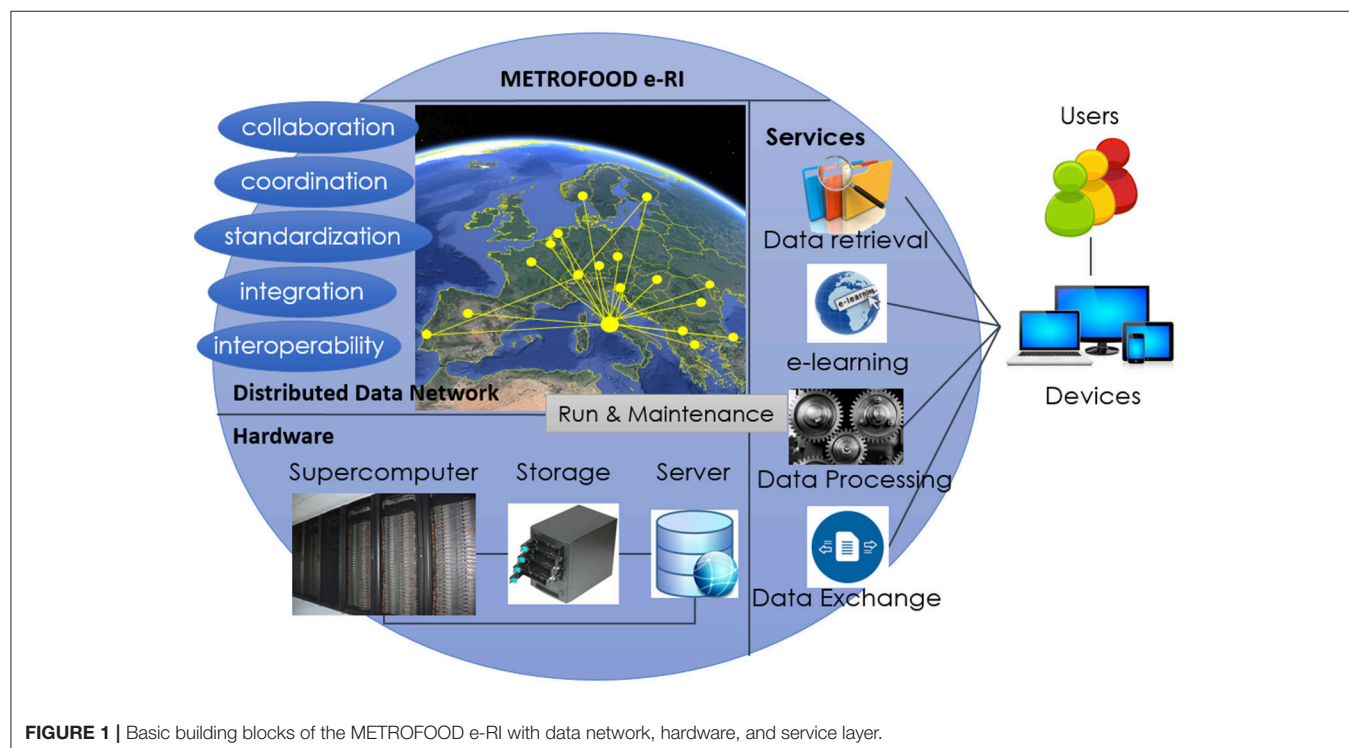 METROFOOD e-RI
collaboration
coordination
standardization
integration
interoperability
Distributed Data Network
Services
Data retrieval
e-learning
e-learning
Data Processing
Data Exchange
Run & Maintenance
Hardware
Supercomputer
Storage
Server
Users
Devices
FIGURE 1 | Basic building blocks of the METROFOOD e-RI with data network, hardware, and service layer.